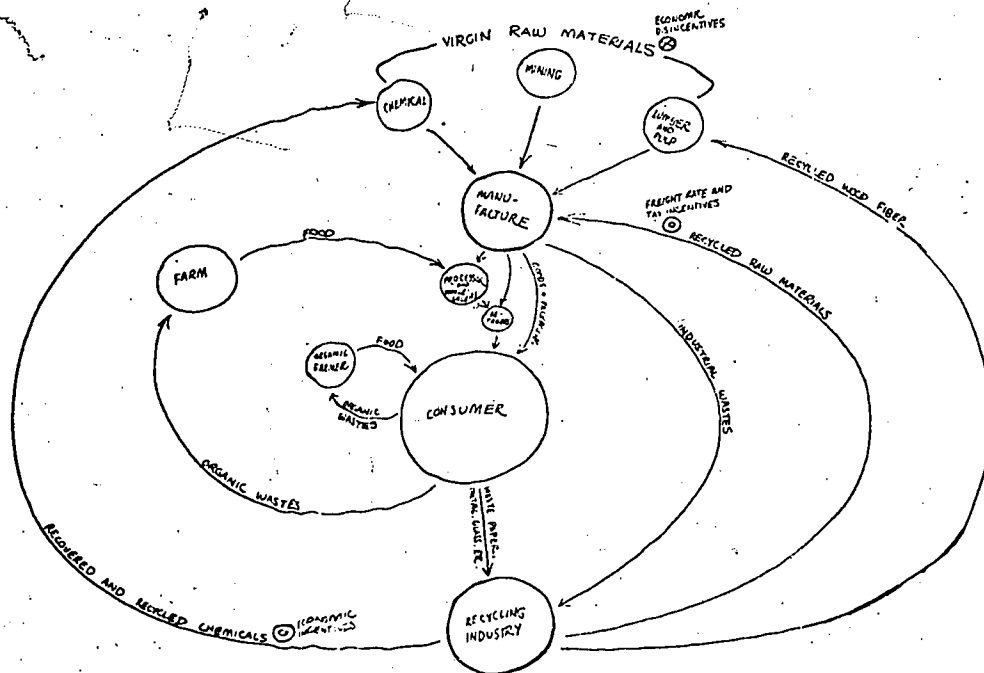 ECONOMIC
DISINCENTIVES
VIRGIN RAW MATERIALS
MINING
CHEMICAL
LUMBER
AND
PULP
RECYCLED WOOD FIBER
MANU-
FACTURE
FREIGHT RATE AND
TAX INCENTIVES
RECYCLED RAW MATERIALS
FOOD
FARM
INDUSTRIAL WASTES
FOOD
ORGANIC
FARMER
ORGANIC
WASTES
CONSUMER
ORGANIC WASTES
WASTE PAPER,
METAL, GLASS, ETC.
RECOVERED AND RECYCLED CHEMICALS
ECONOMIC
INCENTIVES
RECYCLING
INDUSTRY